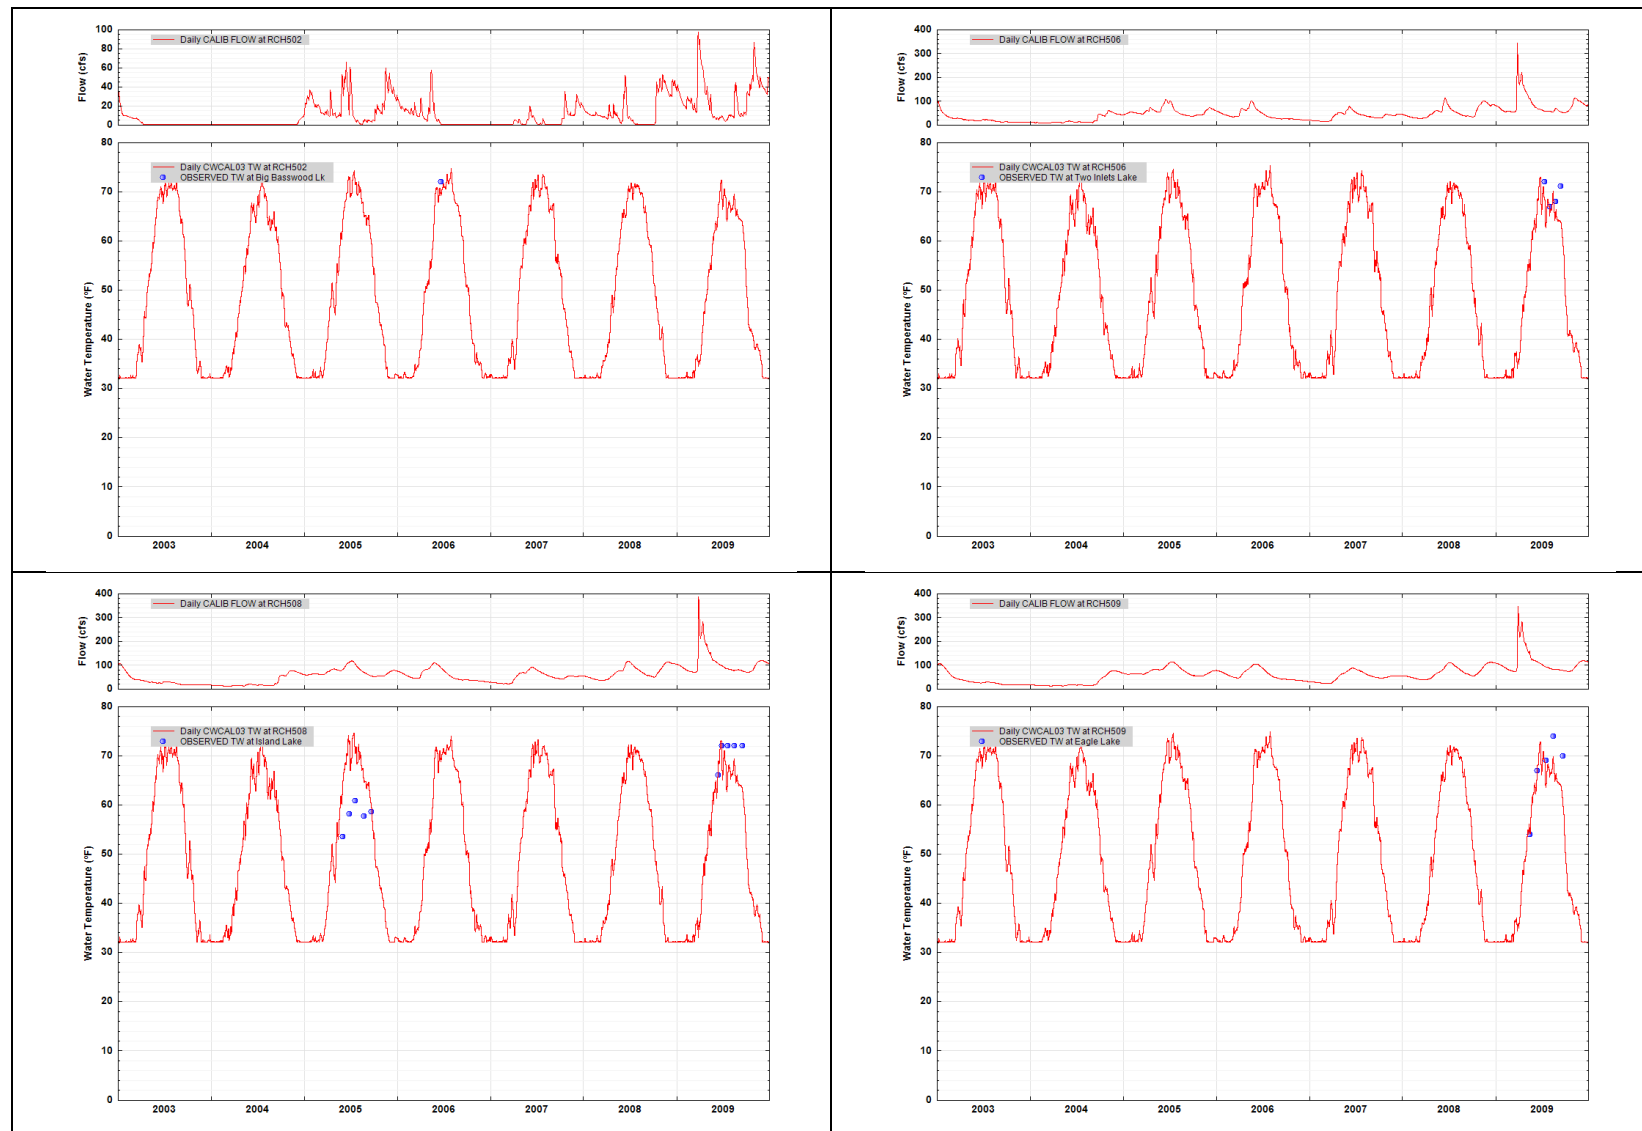 Daily CALIB FLOW at RCH502
Flow (cfs)
100
80
60
40
20
0
Daily CWCAL03 TW at RCH502
OBSERVED TW at Big Basswood Lk
Water Temperature (ºF)
80
70
60
50
40
30
20
10
0
2003 2004 2005 2006 2007 2008 2009
Daily CALIB FLOW at RCH506
Flow (cfs)
400
300
200
100
0
Daily CWCAL03 TW at RCH506
OBSERVED TW at Two Inlets Lake
Water Temperature (ºF)
80
70
60
50
40
30
20
10
0
2003 2004 2005 2006 2007 2008 2009
Daily CALIB FLOW at RCH508
Flow (cfs)
400
300
200
100
0
Daily CWCAL03 TW at RCH508
OBSERVED TW at Island Lake
Water Temperature (ºF)
80
70
60
50
40
30
20
10
0
2003 2004 2005 2006 2007 2008 2009
Daily CALIB FLOW at RCH509
Flow (cfs)
400
300
200
100
0
Daily CWCAL03 TW at RCH509
OBSERVED TW at Eagle Lake
Water Temperature (ºF)
80
70
60
50
40
30
20
10
0
2003 2004 2005 2006 2007 2008 2009